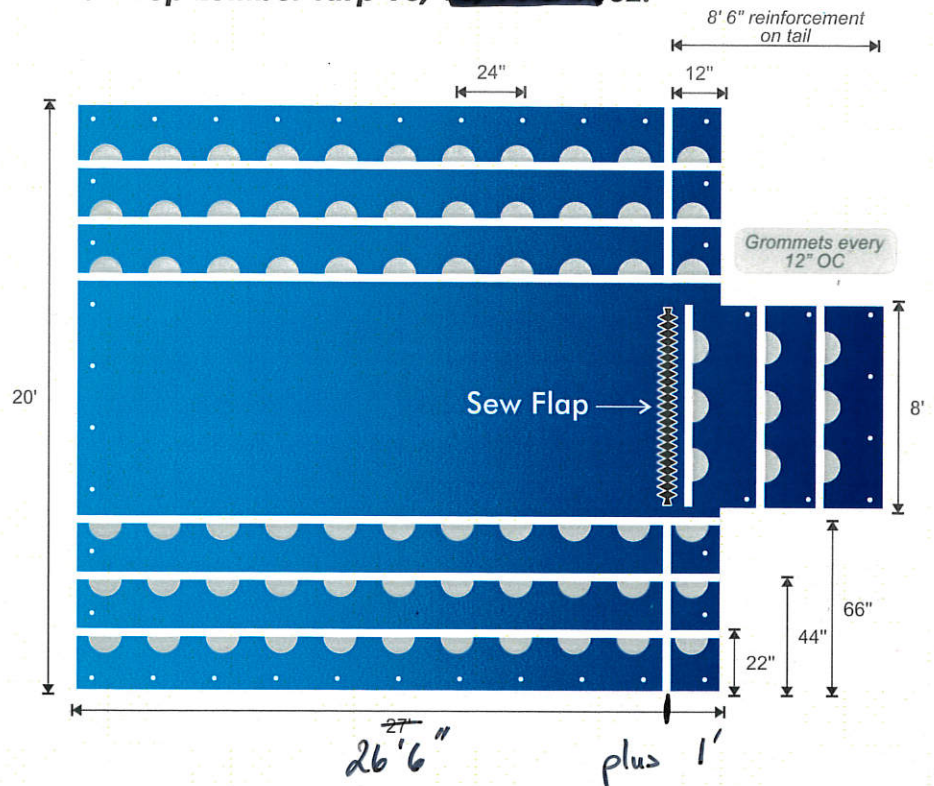 8' 6" reinforcement
on tail
24"
12"
Grommets every
12" OC
20'
Sew Flap
8'
66"
44"
22"
27'
26'6"
plus 1'